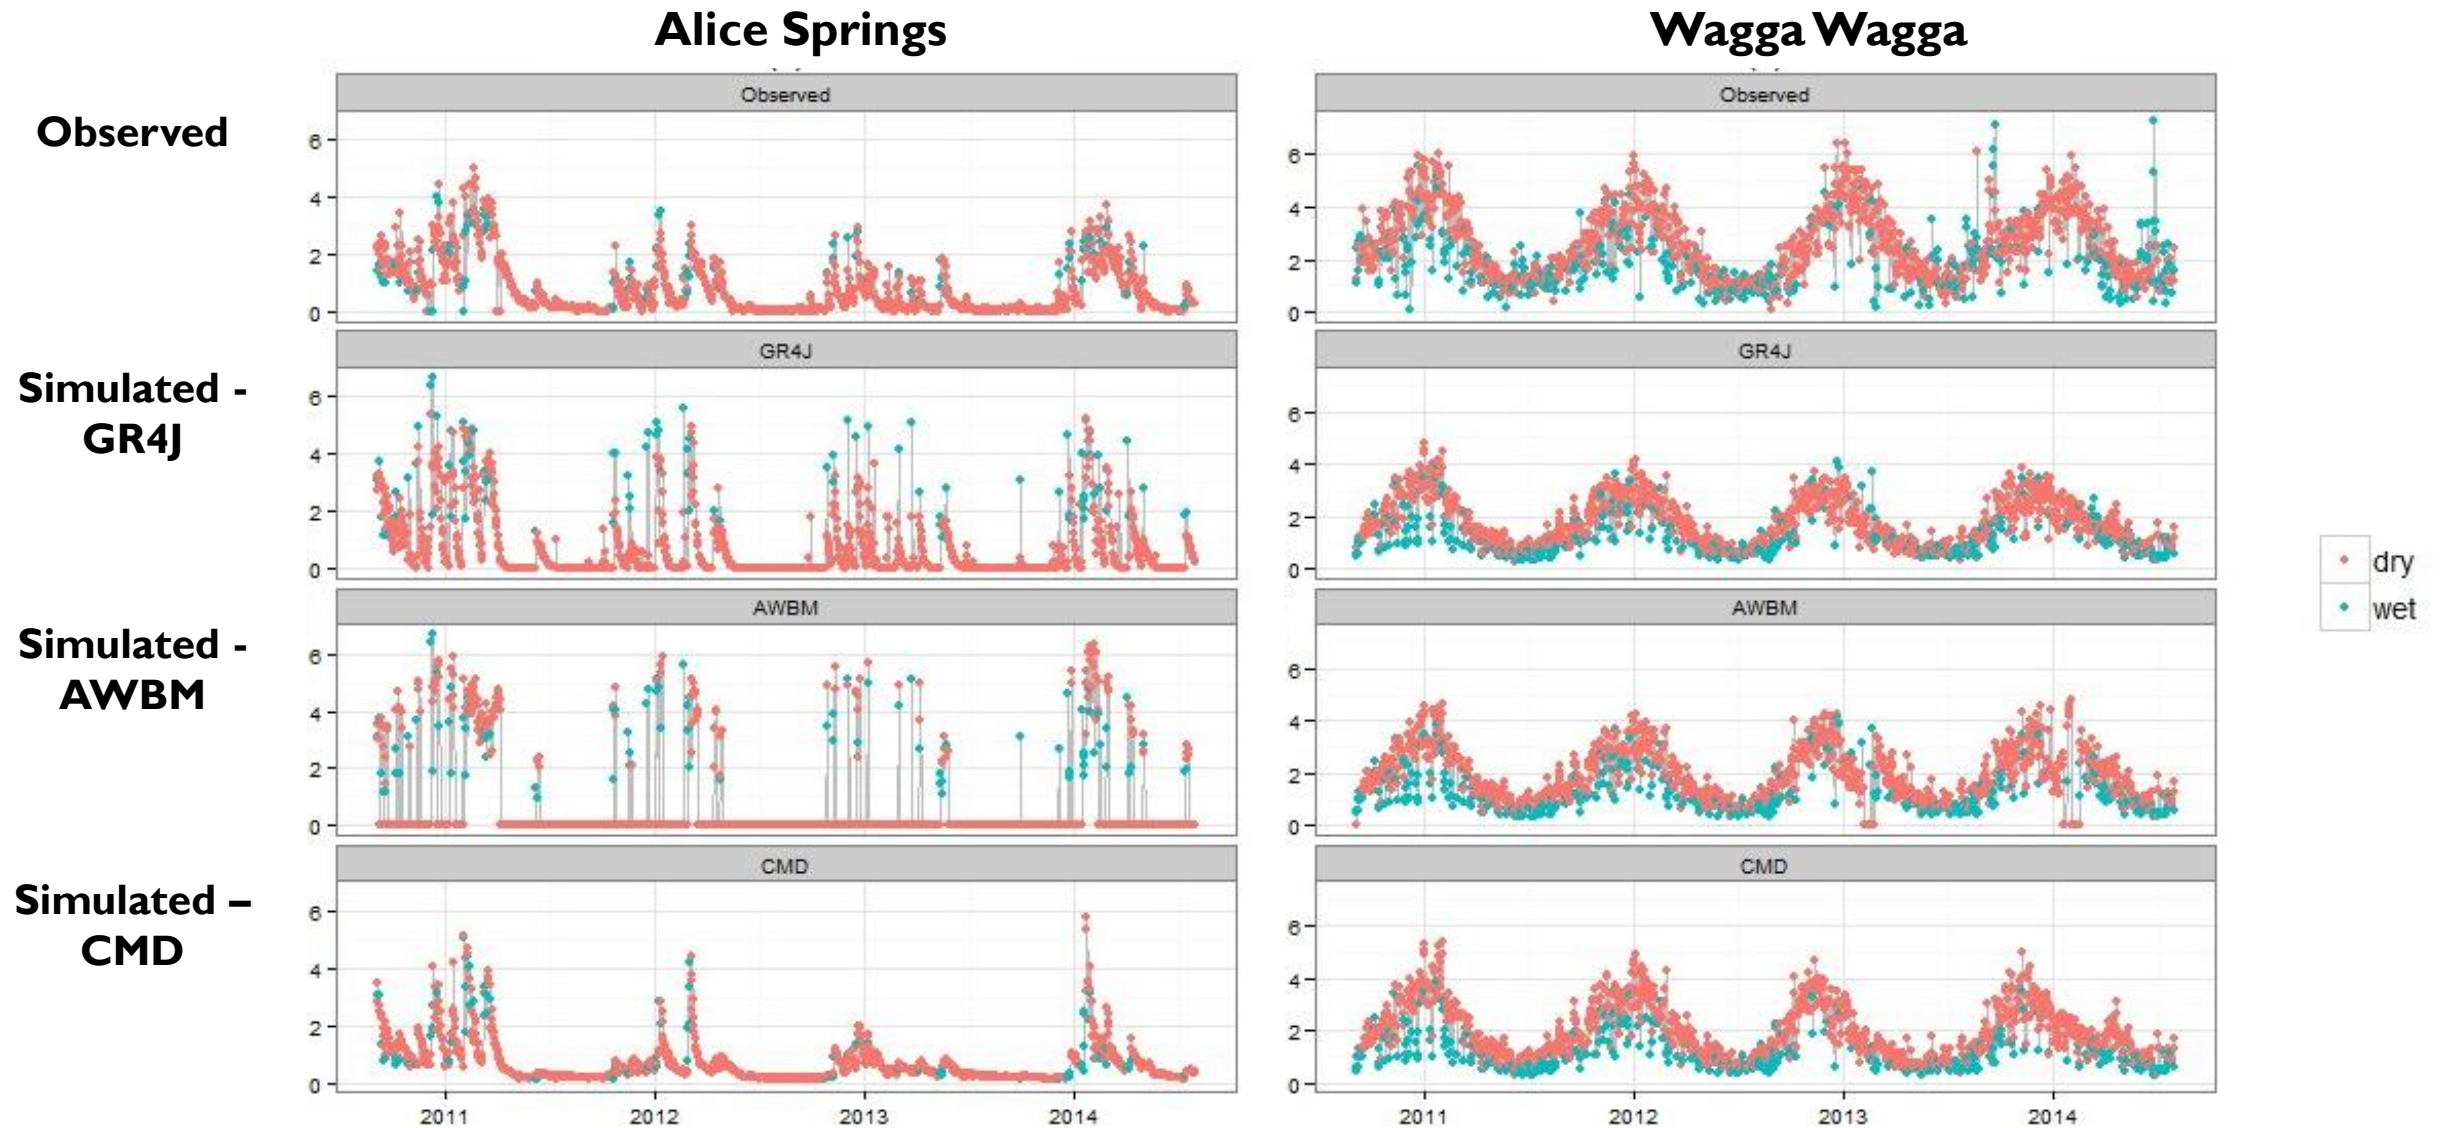 Alice Springs
Wagga Wagga
Observed
Observed
6
4
2
0
Observed
6
4
2
0
Simulated -
GR4J
GR4J
6
4
2
0
GR4J
6
4
2
0
dry
wet
Simulated -
AWBM
AWBM
6
4
2
0
AWBM
6
4
2
0
Simulated –
CMD
CMD
6
4
2
0
2011
2012
2013
2014
CMD
6
4
2
0
2011
2012
2013
2014